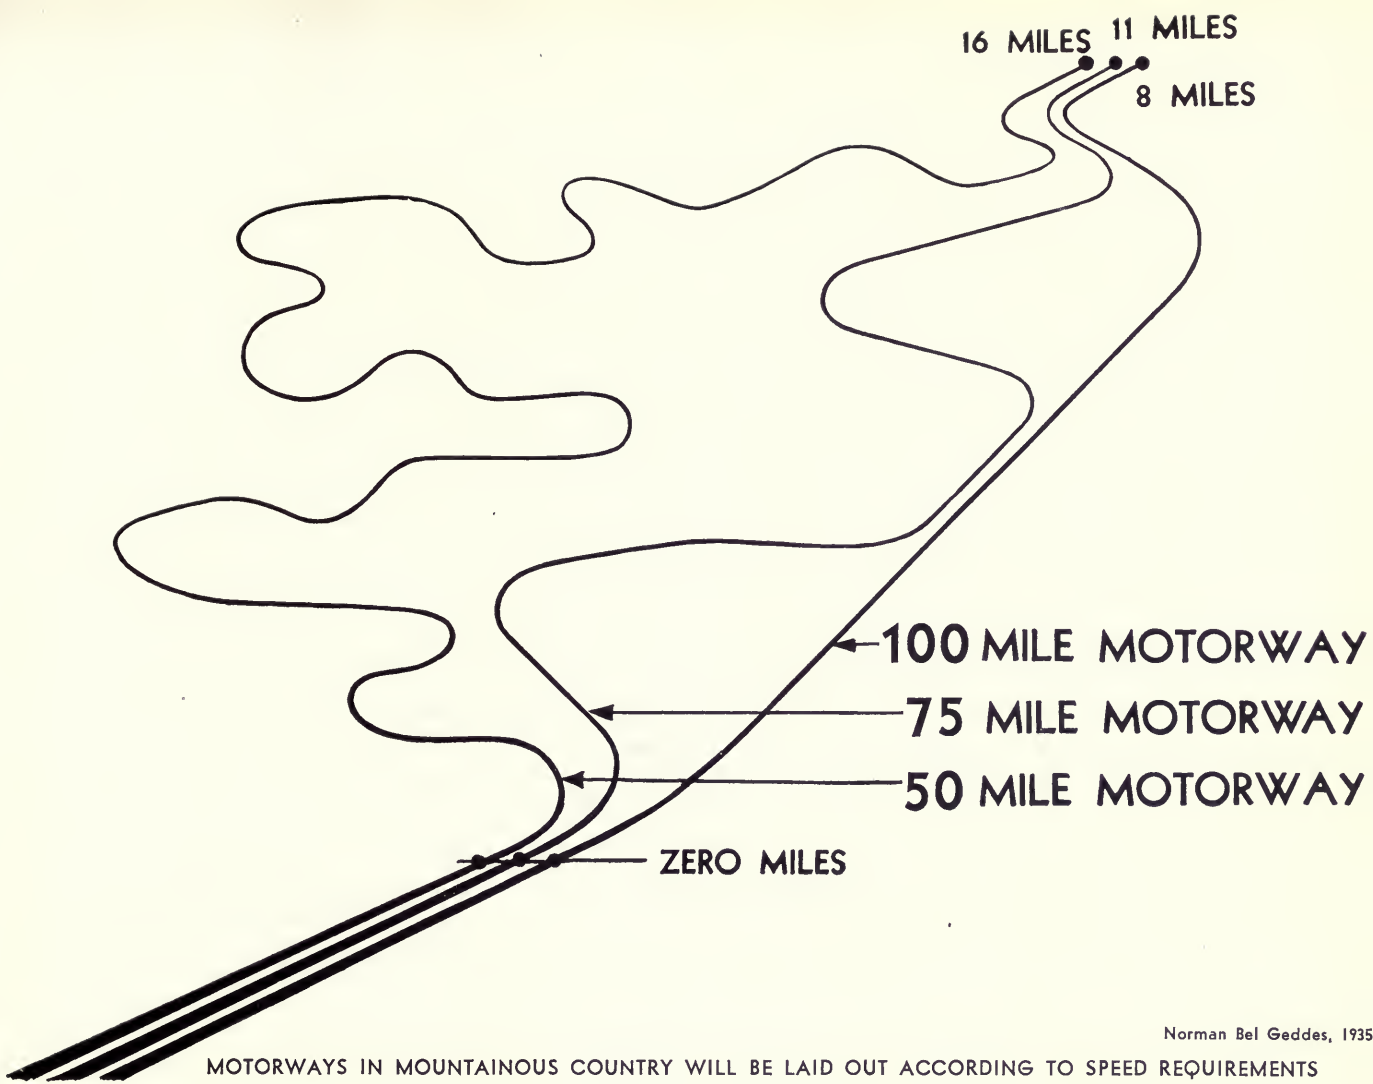 16 MILES
11 MILES
8 MILES
100 MILE MOTORWAY
75 MILE MOTORWAY
50 MILE MOTORWAY
ZERO MILES
Norman Bel Geddes, 1935
MOTORWAYS IN MOUNTAINOUS COUNTRY WILL BE LAID OUT ACCORDING TO SPEED REQUIREMENTS